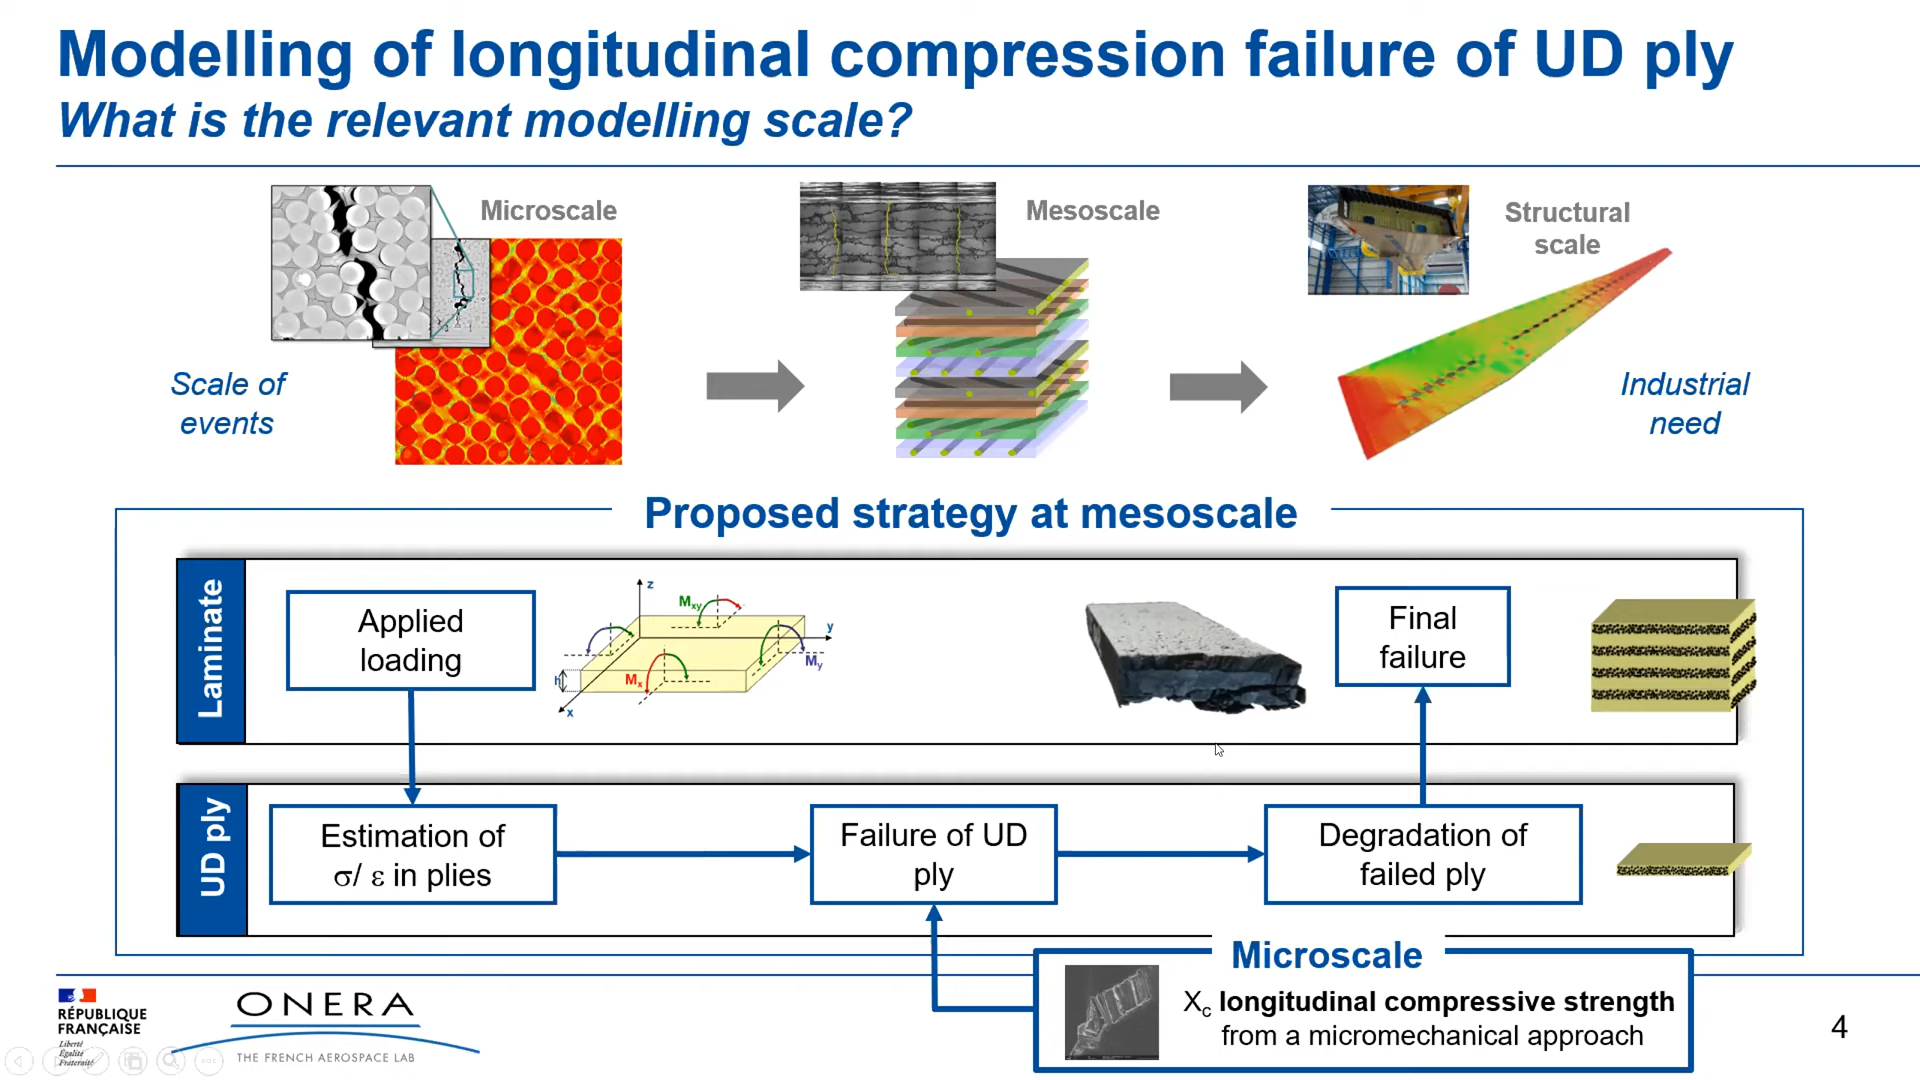 Modelling of longitudinal compression failure of UD ply
What is the relevant modelling scale?
Microscale
Mesoscale
Structural
scale
Scale of
events
Industrial
need
Proposed strategy at mesoscale
Laminate
Applied
loading
z
Mxy
y
My
Mx
h
x
Final
failure
UD ply
Estimation of
σ/ ε in plies
Failure of UD
ply
Degradation of
failed ply
Microscale
Xc longitudinal compressive strength
from a micromechanical approach
RÉPUBLIQUE
FRANÇAISE
Liberté
Égalité
Fraternité
ONERA
THE FRENCH AEROSPACE LAB
4